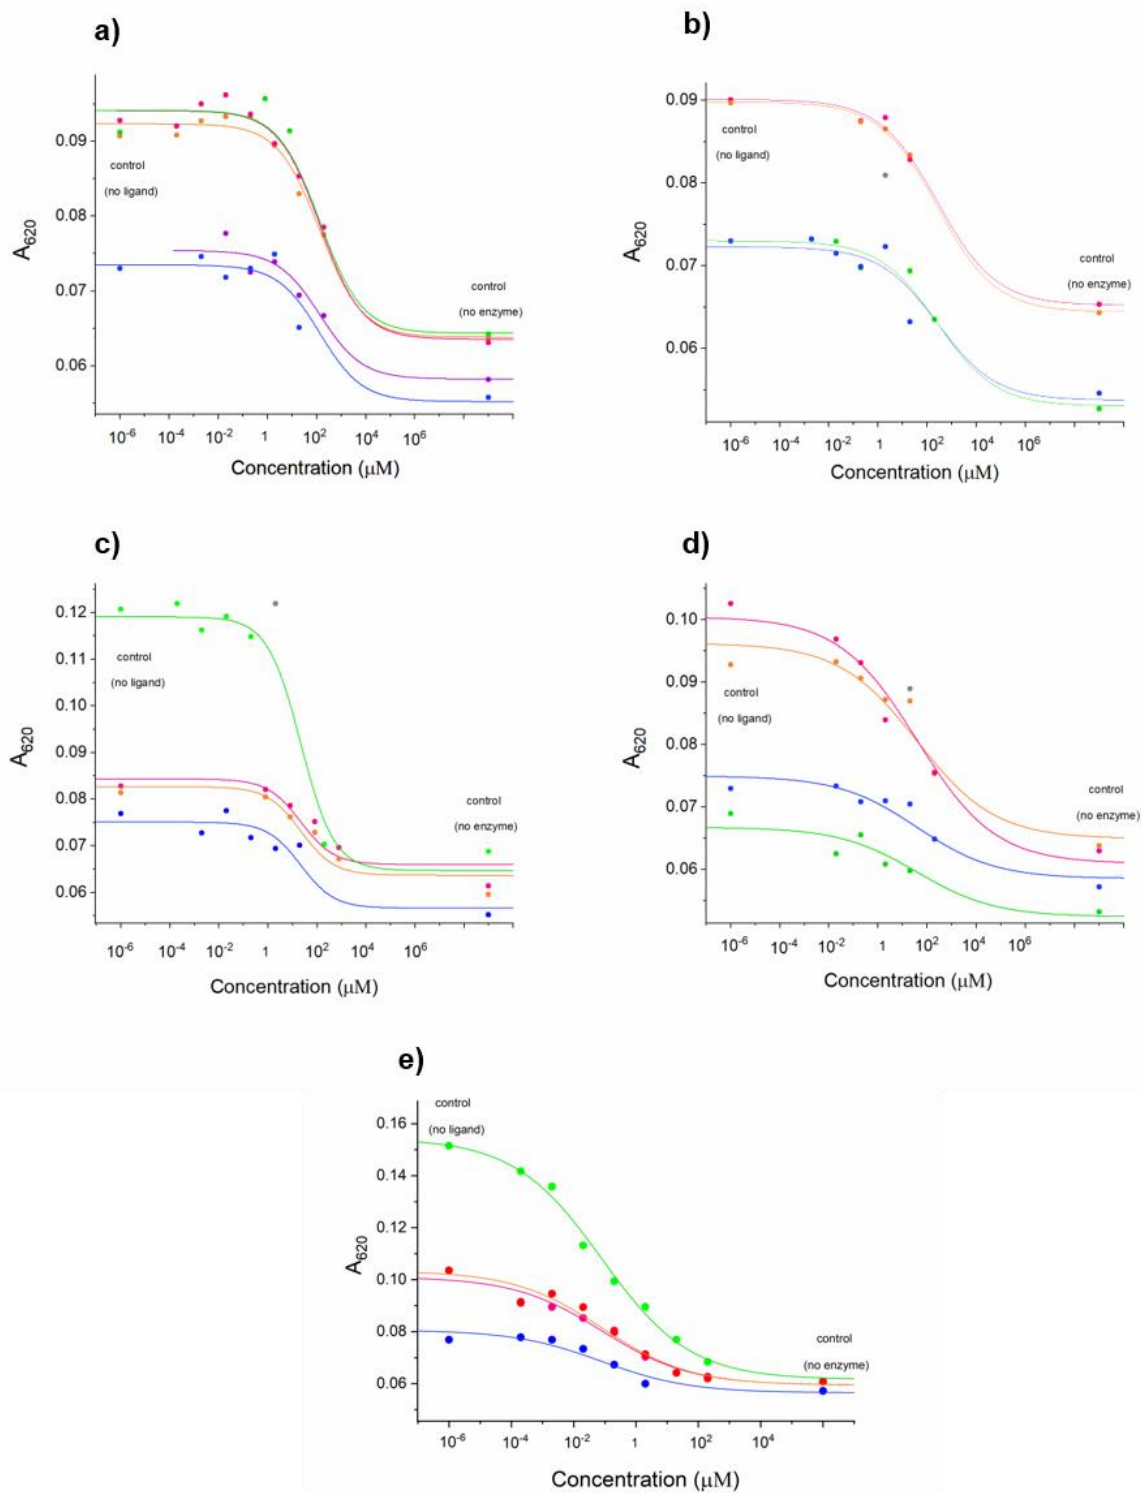 a)
0.09
0.08
0.07
0.06
A620
control
(no ligand)
control
(no enzyme)
10-6
10-4
10-2
1
102
104
106
Concentration (μM)
b)
0.09
0.08
0.07
0.06
A620
control
(no ligand)
control
(no enzyme)
10-6
10-4
10-2
1
102
104
106
Concentration (μM)
c)
0.12
0.11
0.10
0.09
0.08
0.07
0.06
A620
control
(no ligand)
control
(no enzyme)
10-6
10-4
10-2
1
102
104
106
Concentration (μM)
d)
0.10
0.09
0.08
0.07
0.06
A620
control
(no ligand)
control
(no enzyme)
10-6
10-4
10-2
1
102
104
106
Concentration (μM)
e)
0.16
0.14
0.12
0.10
0.08
0.06
A620
control
(no ligand)
control
(no enzyme)
10-6
10-4
10-2
1
102
104
Concentration (μM)